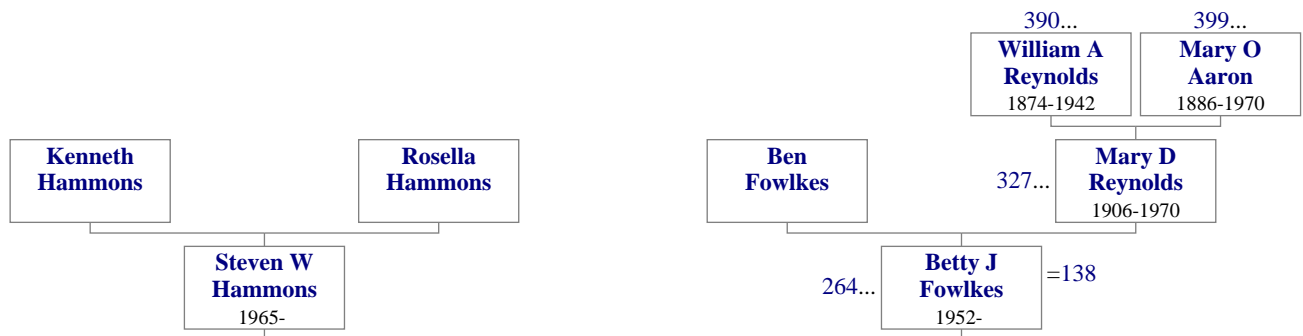 390...
399...
William A
Reynolds
1874-1942
Mary O
Aaron
1886-1970
Kenneth
Hammons
Rosella
Hammons
Ben
Fowlkes
327...
Mary D
Reynolds
1906-1970
Steven W
Hammons
1965-
264...
Betty J
Fowlkes
1952-
=138